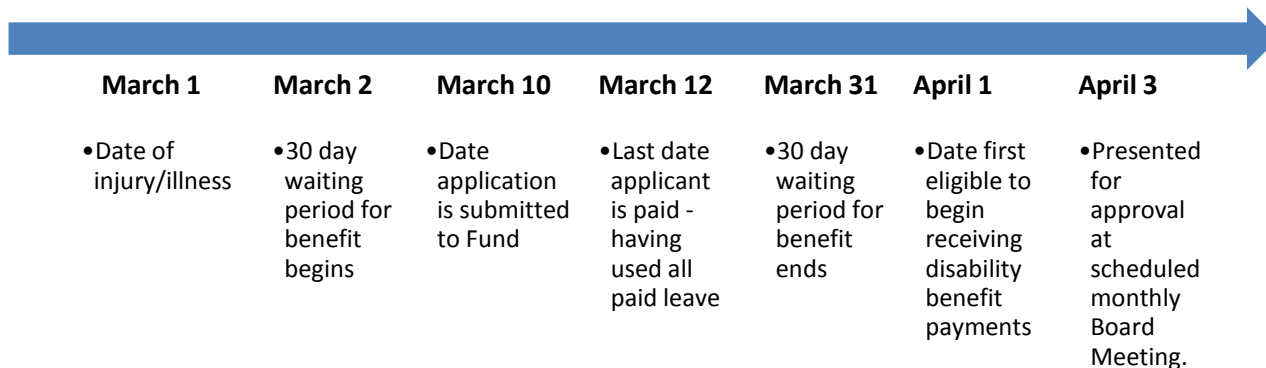 March 1
•Date of
injury/illness
March 2
•30 day
waiting
period for
benefit
begins
March 10
•Date
application
is submitted
to Fund
March 12
•Last date
applicant
is paid -
having
used all
paid leave
March 31
•30 day
waiting
period for
benefit
ends
April 1
•Date first
eligible to
begin
receiving
disability
benefit
payments
April 3
•Presented
for
approval
at
scheduled
monthly
Board
Meeting.